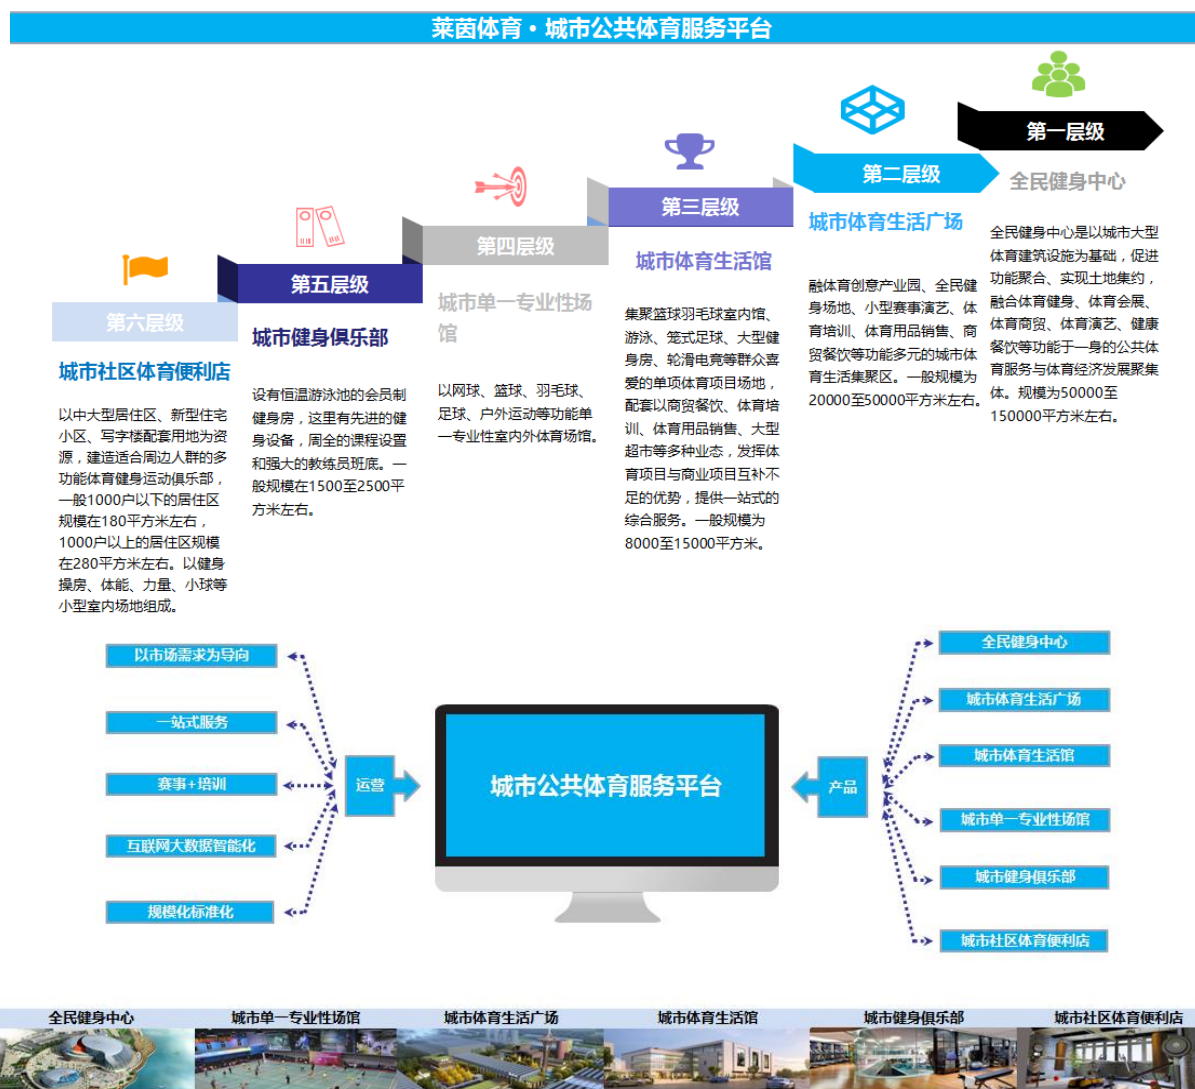 莱茵体育·城市公共体育服务平台
第一层级
全民健身中心
全民健身中心是以城市大型
体育建筑设施为基础，促进
功能聚合、实现土地集约，
融合体育健身、体育会展、
体育商贸、体育演艺、健康
餐饮等功能于一身的公共体
育服务与体育经济发展聚集
体。规模为50000至
150000平方米左右。
第二层级
城市体育生活广场
融体育创意产业园、全民健
身场地、小型赛事演艺、体
育培训、体育用品销售、商
贸餐饮等功能多元的城市体
育生活集聚区。一般规模为
20000至50000平方米左右。
第三层级
城市体育生活馆
集聚篮球羽毛球室内馆、
游泳、笼式足球、大型健
身房、轮滑电竞等群众喜
爱的单项体育项目场地，
配套以商贸餐饮、体育培
训、体育用品销售、大型
超市等多种业态，发挥体
育项目与商业项目互补不
足的优势，提供一站式的
综合服务。一般规模为
8000至15000平方米。
第四层级
城市单一专业性场
馆
以网球、篮球、羽毛球、
足球、户外运动等功能单
一专业性室内外体育场馆。
第五层级
城市健身俱乐部
设有恒温游泳池的会员制
健身房，这里有先进的健
身设备，周全的课程设置
和强大的教练员班底。一
般规模在1500至2500平
方米左右。
第六层级
城市社区体育便利店
以中大型居住区、新型住宅
小区、写字楼配套用地为资
源，建造适合周边人群的多
功能体育健身运动俱乐部，
一般1000户以下的居住区
规模在180平方米左右，
1000户以上的居住区规模
在280平方米左右。以健身
操房、体能、力量、小球等
小型室内场地组成。
以市场需求为导向
一站式服务
赛事+培训
互联网大数据智能化
规模化标准化
运营
城市公共体育服务平台
产品
全民健身中心
城市体育生活广场
城市体育生活馆
城市单一专业性场馆
城市健身俱乐部
城市社区体育便利店
全民健身中心
城市单一专业性场馆
城市体育生活广场
城市体育生活馆
城市健身俱乐部
城市社区体育便利店